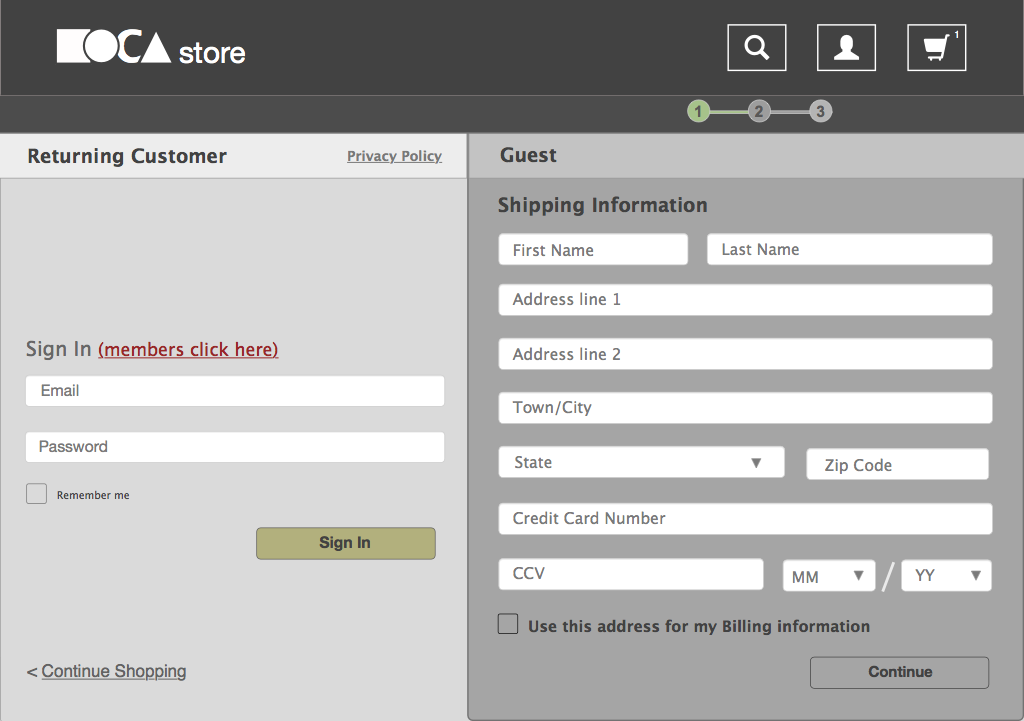 KOCA store
1
1 2 3
Returning Customer
Privacy Policy
Sign In (members click here)
Email
Password
Remember me
Sign In
< Continue Shopping
Guest
Shipping Information
First Name
Last Name
Address line 1
Address line 2
Town/City
State
Zip Code
Credit Card Number
CCV
MM / YY
Use this address for my Billing information
Continue